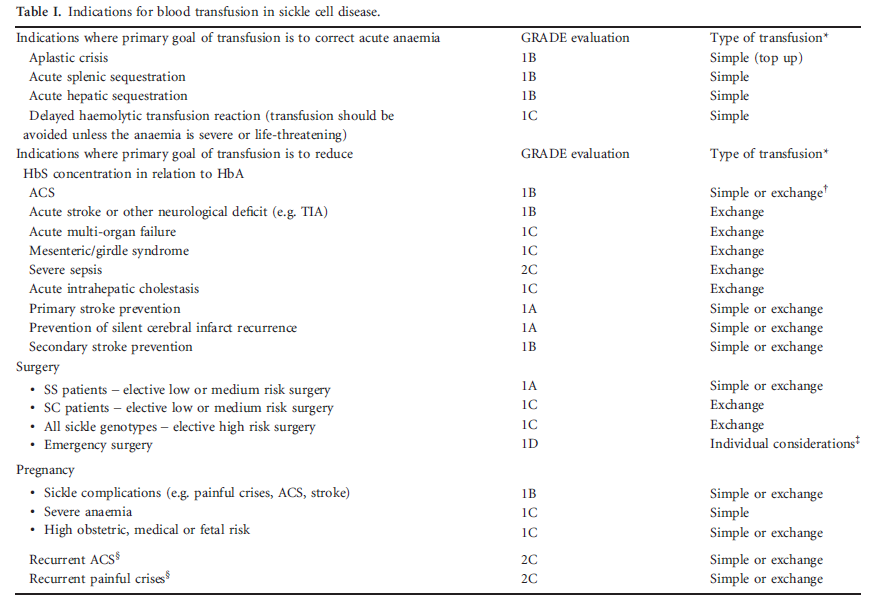 Table I. Indications for blood transfusion in sickle cell disease.
Indications where primary goal of transfusion is to correct acute anaemia GRADE evaluation Type of transfusion*
Aplastic crisis 1B Simple (top up)
Acute splenic sequestration 1B Simple
Acute hepatic sequestration 1B Simple
Delayed haemolytic transfusion reaction (transfusion should be 1C Simple
avoided unless the anaemia is severe or life-threatening)
Indications where primary goal of transfusion is to reduce GRADE evaluation Type of transfusion*
HbS concentration in relation to HbA
ACS 1B Simple or exchange†
Acute stroke or other neurological deficit (e.g. TIA) 1B Exchange
Acute multi-organ failure 1C Exchange
Mesenteric/girdle syndrome 1C Exchange
Severe sepsis 2C Exchange
Acute intrahepatic cholestasis 1C Exchange
Primary stroke prevention 1A Simple or exchange
Prevention of silent cerebral infarct recurrence 1A Simple or exchange
Secondary stroke prevention 1B Simple or exchange
Surgery
• SS patients – elective low or medium risk surgery 1A Simple or exchange
• SC patients – elective low or medium risk surgery 1C Exchange
• All sickle genotypes – elective high risk surgery 1C Exchange
• Emergency surgery 1D Individual considerations‡
Pregnancy
• Sickle complications (e.g. painful crises, ACS, stroke) 1B Simple or exchange
• Severe anaemia 1C Simple
• High obstetric, medical or fetal risk 1C Simple or exchange
Recurrent ACS§ 2C Simple or exchange
Recurrent painful crises§ 2C Simple or exchange